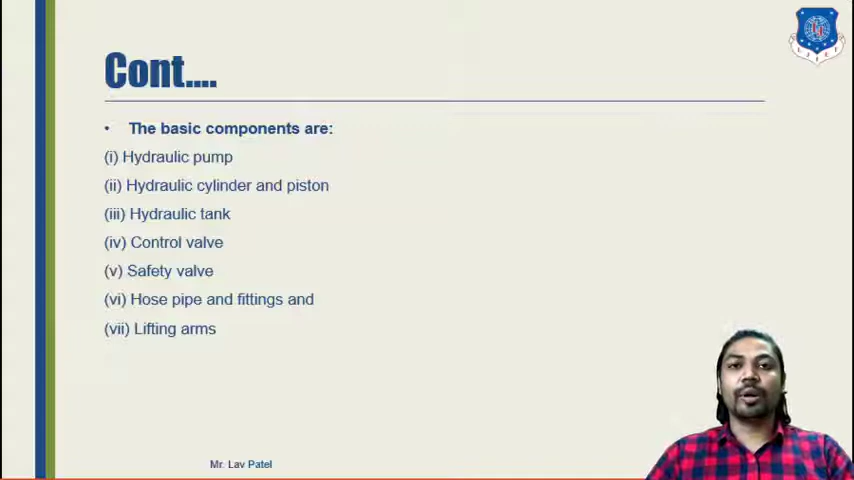 Cont....
• The basic components are:
(i) Hydraulic pump
(ii) Hydraulic cylinder and piston
(iii) Hydraulic tank
(iv) Control valve
(v) Safety valve
(vi) Hose pipe and fittings and
(vii) Lifting arms
Mr. Lav Patel